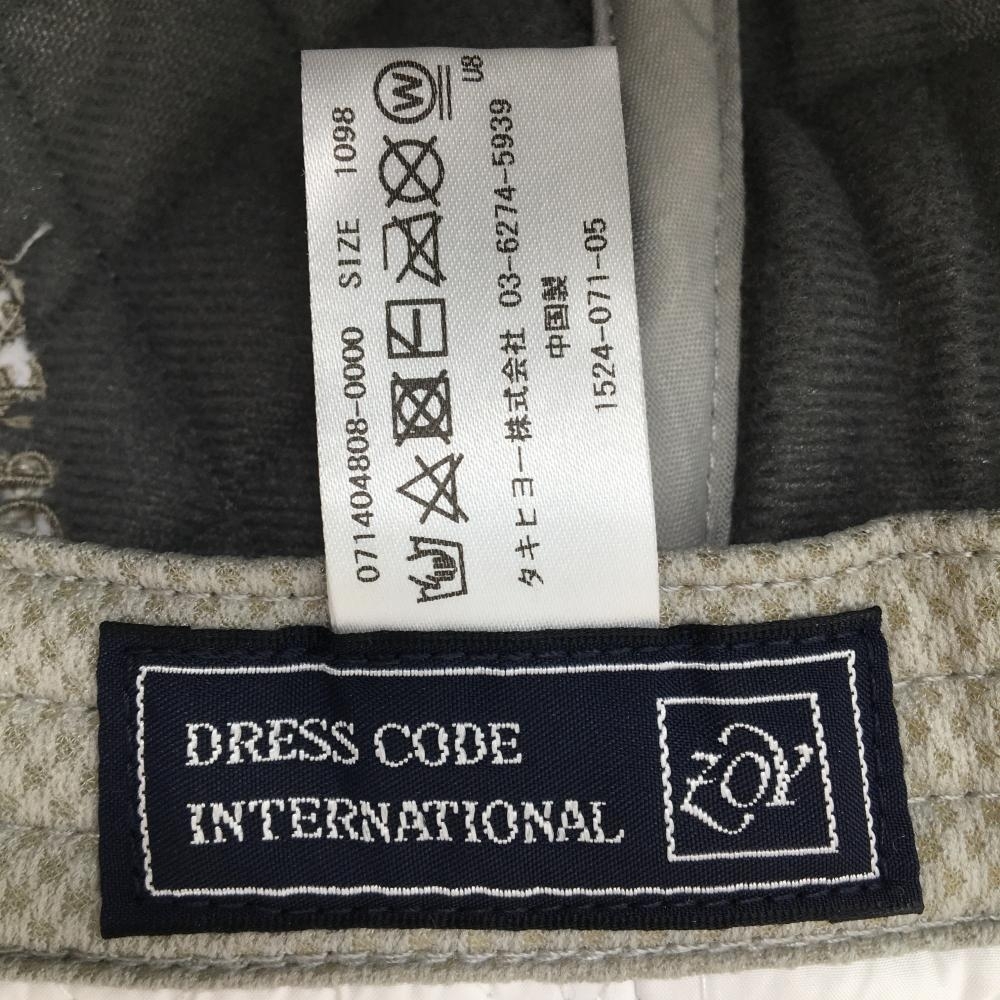 071404808-0000 SIZE 1098
W
U8
タキヒヨー株式会社 03-6274-5939
中国製
1524-071-05
DRESS CODE
INTERNATIONAL
ZOY